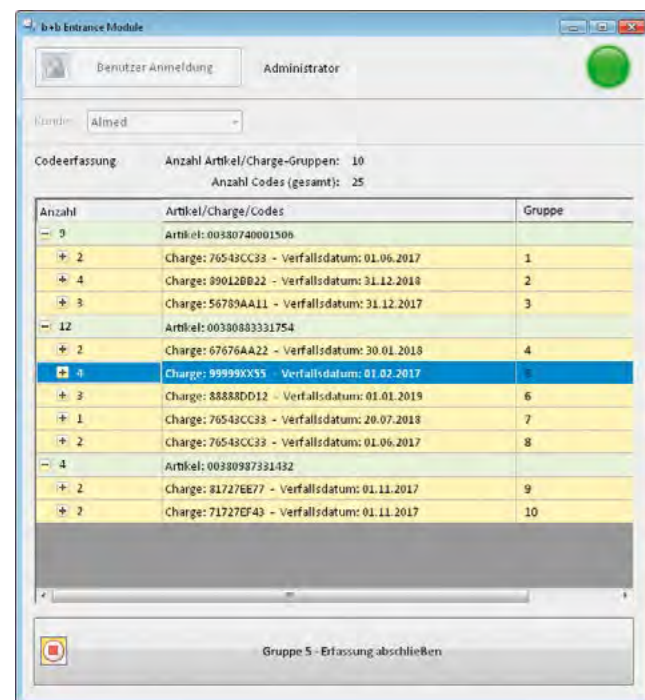 b+b Entrance Module
Benutzer Anmeldung Administrator
Kunde: Almed
Codeerfassung Anzahl Artikel/Charge-Gruppen: 10
Anzahl Codes (gesamt): 25
Anzahl Artikel/Charge/Codes Gruppe
9 Artikel: 00380740001506
2 Charge: 76543CC33 - Verfallsdatum: 01.06.2017 1
4 Charge: 89012BB22 - Verfallsdatum: 31.12.2018 2
3 Charge: 56789AA11 - Verfallsdatum: 31.12.2017 3
12 Artikel: 00380883331754
2 Charge: 67676AA22 - Verfallsdatum: 30.01.2018 4
4 Charge: 99999XX55 - Verfallsdatum: 01.02.2017 5
3 Charge: 88888DD12 - Verfallsdatum: 01.01.2019 6
1 Charge: 76543CC33 - Verfallsdatum: 20.07.2018 7
2 Charge: 76543CC33 - Verfallsdatum: 01.06.2017 8
4 Artikel: 00380987331432
2 Charge: 81727EE77 - Verfallsdatum: 01.11.2017 9
2 Charge: 71727EF43 - Verfallsdatum: 01.11.2017 10
Gruppe 5 - Erfassung abschließen